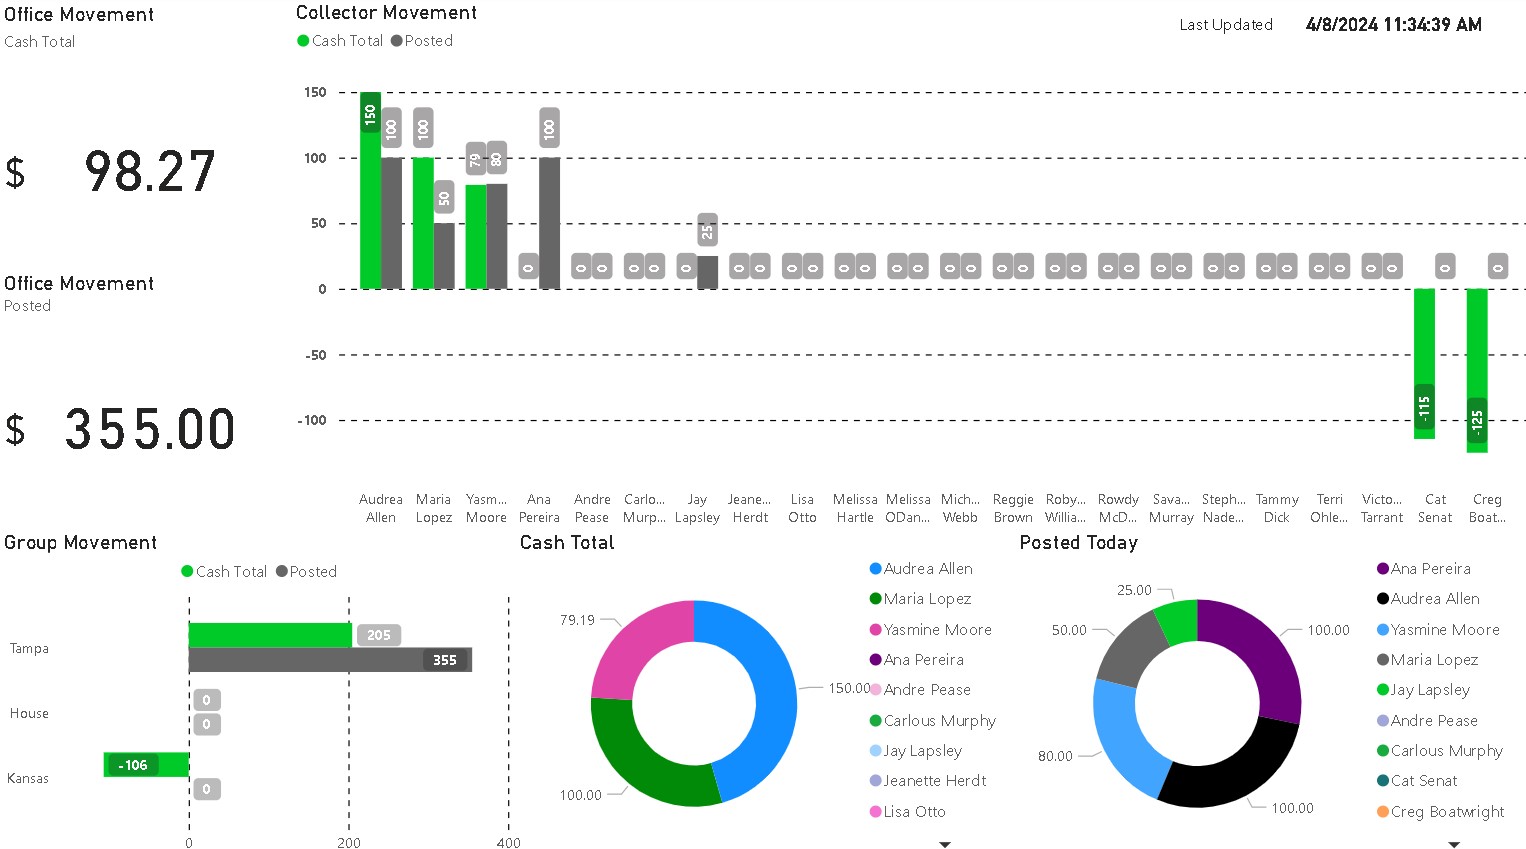 Office Movement
Cash Total
$ 98.27
Office Movement
Posted
$ 355.00
Collector Movement
Cash Total Posted
Last Updated 4/8/2024 11:34:39 AM
150
100
50
0
-50
-100
150 100 100 50 79 80 0 100 0 0 0 0 0 25 0 0 0 0 0 0 0 0 0 0 0 0 0 0 0 0 0 0 0 0 0 0 0 0 0 0 -115 0 -125 0
Audrea Allen
Maria Lopez
Yasm... Moore
Ana Pereira
Andre Pease
Carlo... Murp...
Jay Lapsley
Jeane... Herdt
Lisa Otto
Melissa Hartle
Melissa ODan...
Mich... Webb
Reggie Brown
Roby... Willia...
Rowdy McD...
Sava... Murray
Steph... Nade...
Tammy Dick
Terri Ohle...
Victo... Tarrant
Cat Senat
Creg Boat...
Group Movement
Cash Total Posted
Tampa
205
355
House
0
0
Kansas
-106
0
0 200 400
Cash Total
79.19
150.00
100.00
Audrea Allen
Maria Lopez
Yasmine Moore
Ana Pereira
Andre Pease
Carlous Murphy
Jay Lapsley
Jeanette Herdt
Lisa Otto
Posted Today
25.00
50.00
100.00
80.00
100.00
Ana Pereira
Audrea Allen
Yasmine Moore
Maria Lopez
Jay Lapsley
Andre Pease
Carlous Murphy
Cat Senat
Creg Boatwright